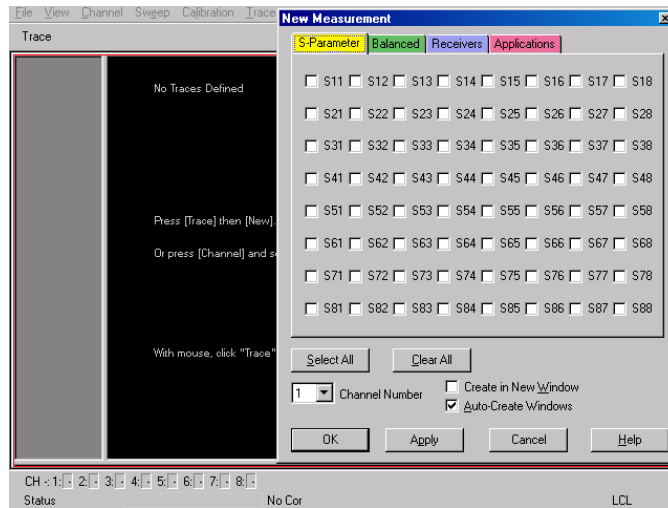 File View Channel Sweep Calibration Trace
New Measurement
Trace
S-Parameter Balanced Receivers Applications
No Traces Defined
S11 S12 S13 S14 S15 S16 S17 S18
S21 S22 S23 S24 S25 S26 S27 S28
S31 S32 S33 S34 S35 S36 S37 S38
S41 S42 S43 S44 S45 S46 S47 S48
S51 S52 S53 S54 S55 S56 S57 S58
S61 S62 S63 S64 S65 S66 S67 S68
S71 S72 S73 S74 S75 S76 S77 S78
S81 S82 S83 S84 S85 S86 S87 S88
Press [Trace] then [New].
Or press [Channel] and s
With mouse, click "Trace"
Select All Clear All
1 Channel Number
Create in New Window
Auto-Create Windows
OK Apply Cancel Help
CH -: 1: - 2: - 3: - 4: - 5: - 6: - 7: - 8: -
Status No Cor LCL